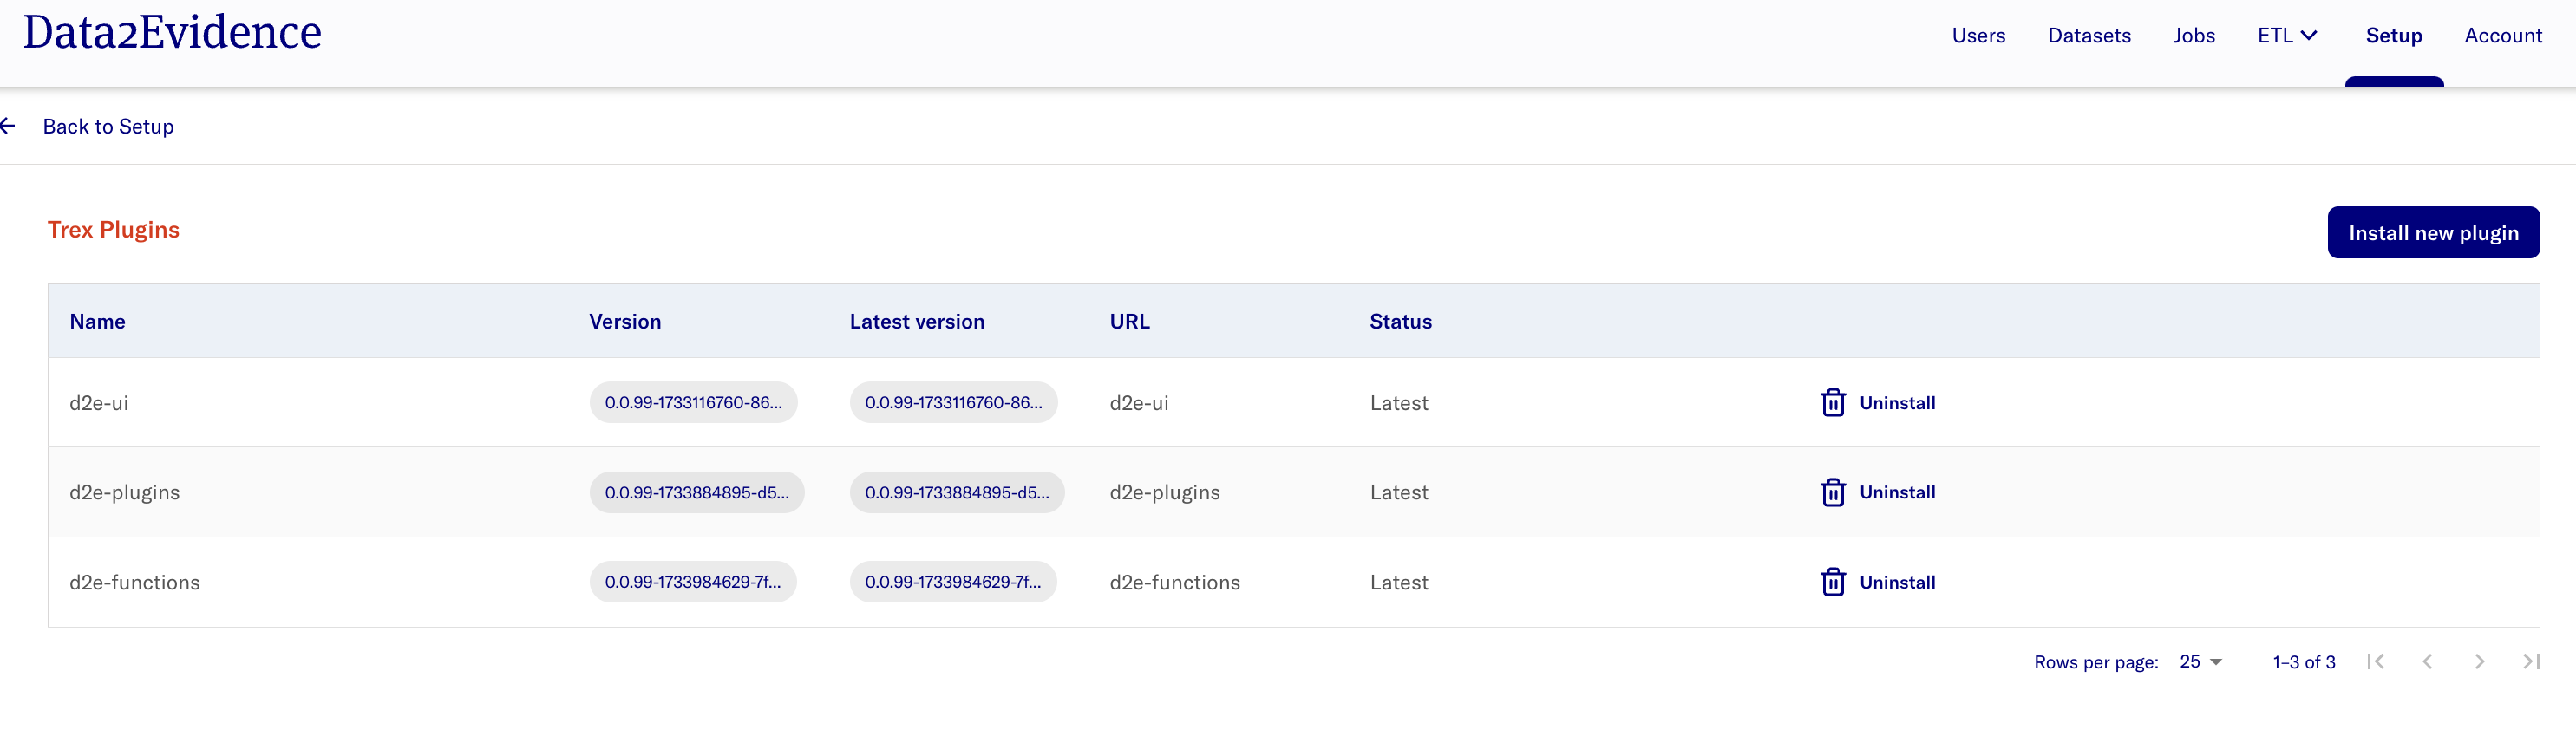 Data2Evidence
Users Datasets Jobs ETL Setup Account
Back to Setup
Trex Plugins
Install new plugin
Name Version Latest version URL Status
d2e-ui 0.0.99-1733116760-86... 0.0.99-1733116760-86... d2e-ui Latest Uninstall
d2e-plugins 0.0.99-1733884895-d5... 0.0.99-1733884895-d5... d2e-plugins Latest Uninstall
d2e-functions 0.0.99-1733984629-7f... 0.0.99-1733984629-7f... d2e-functions Latest Uninstall
Rows per page: 25 1–3 of 3